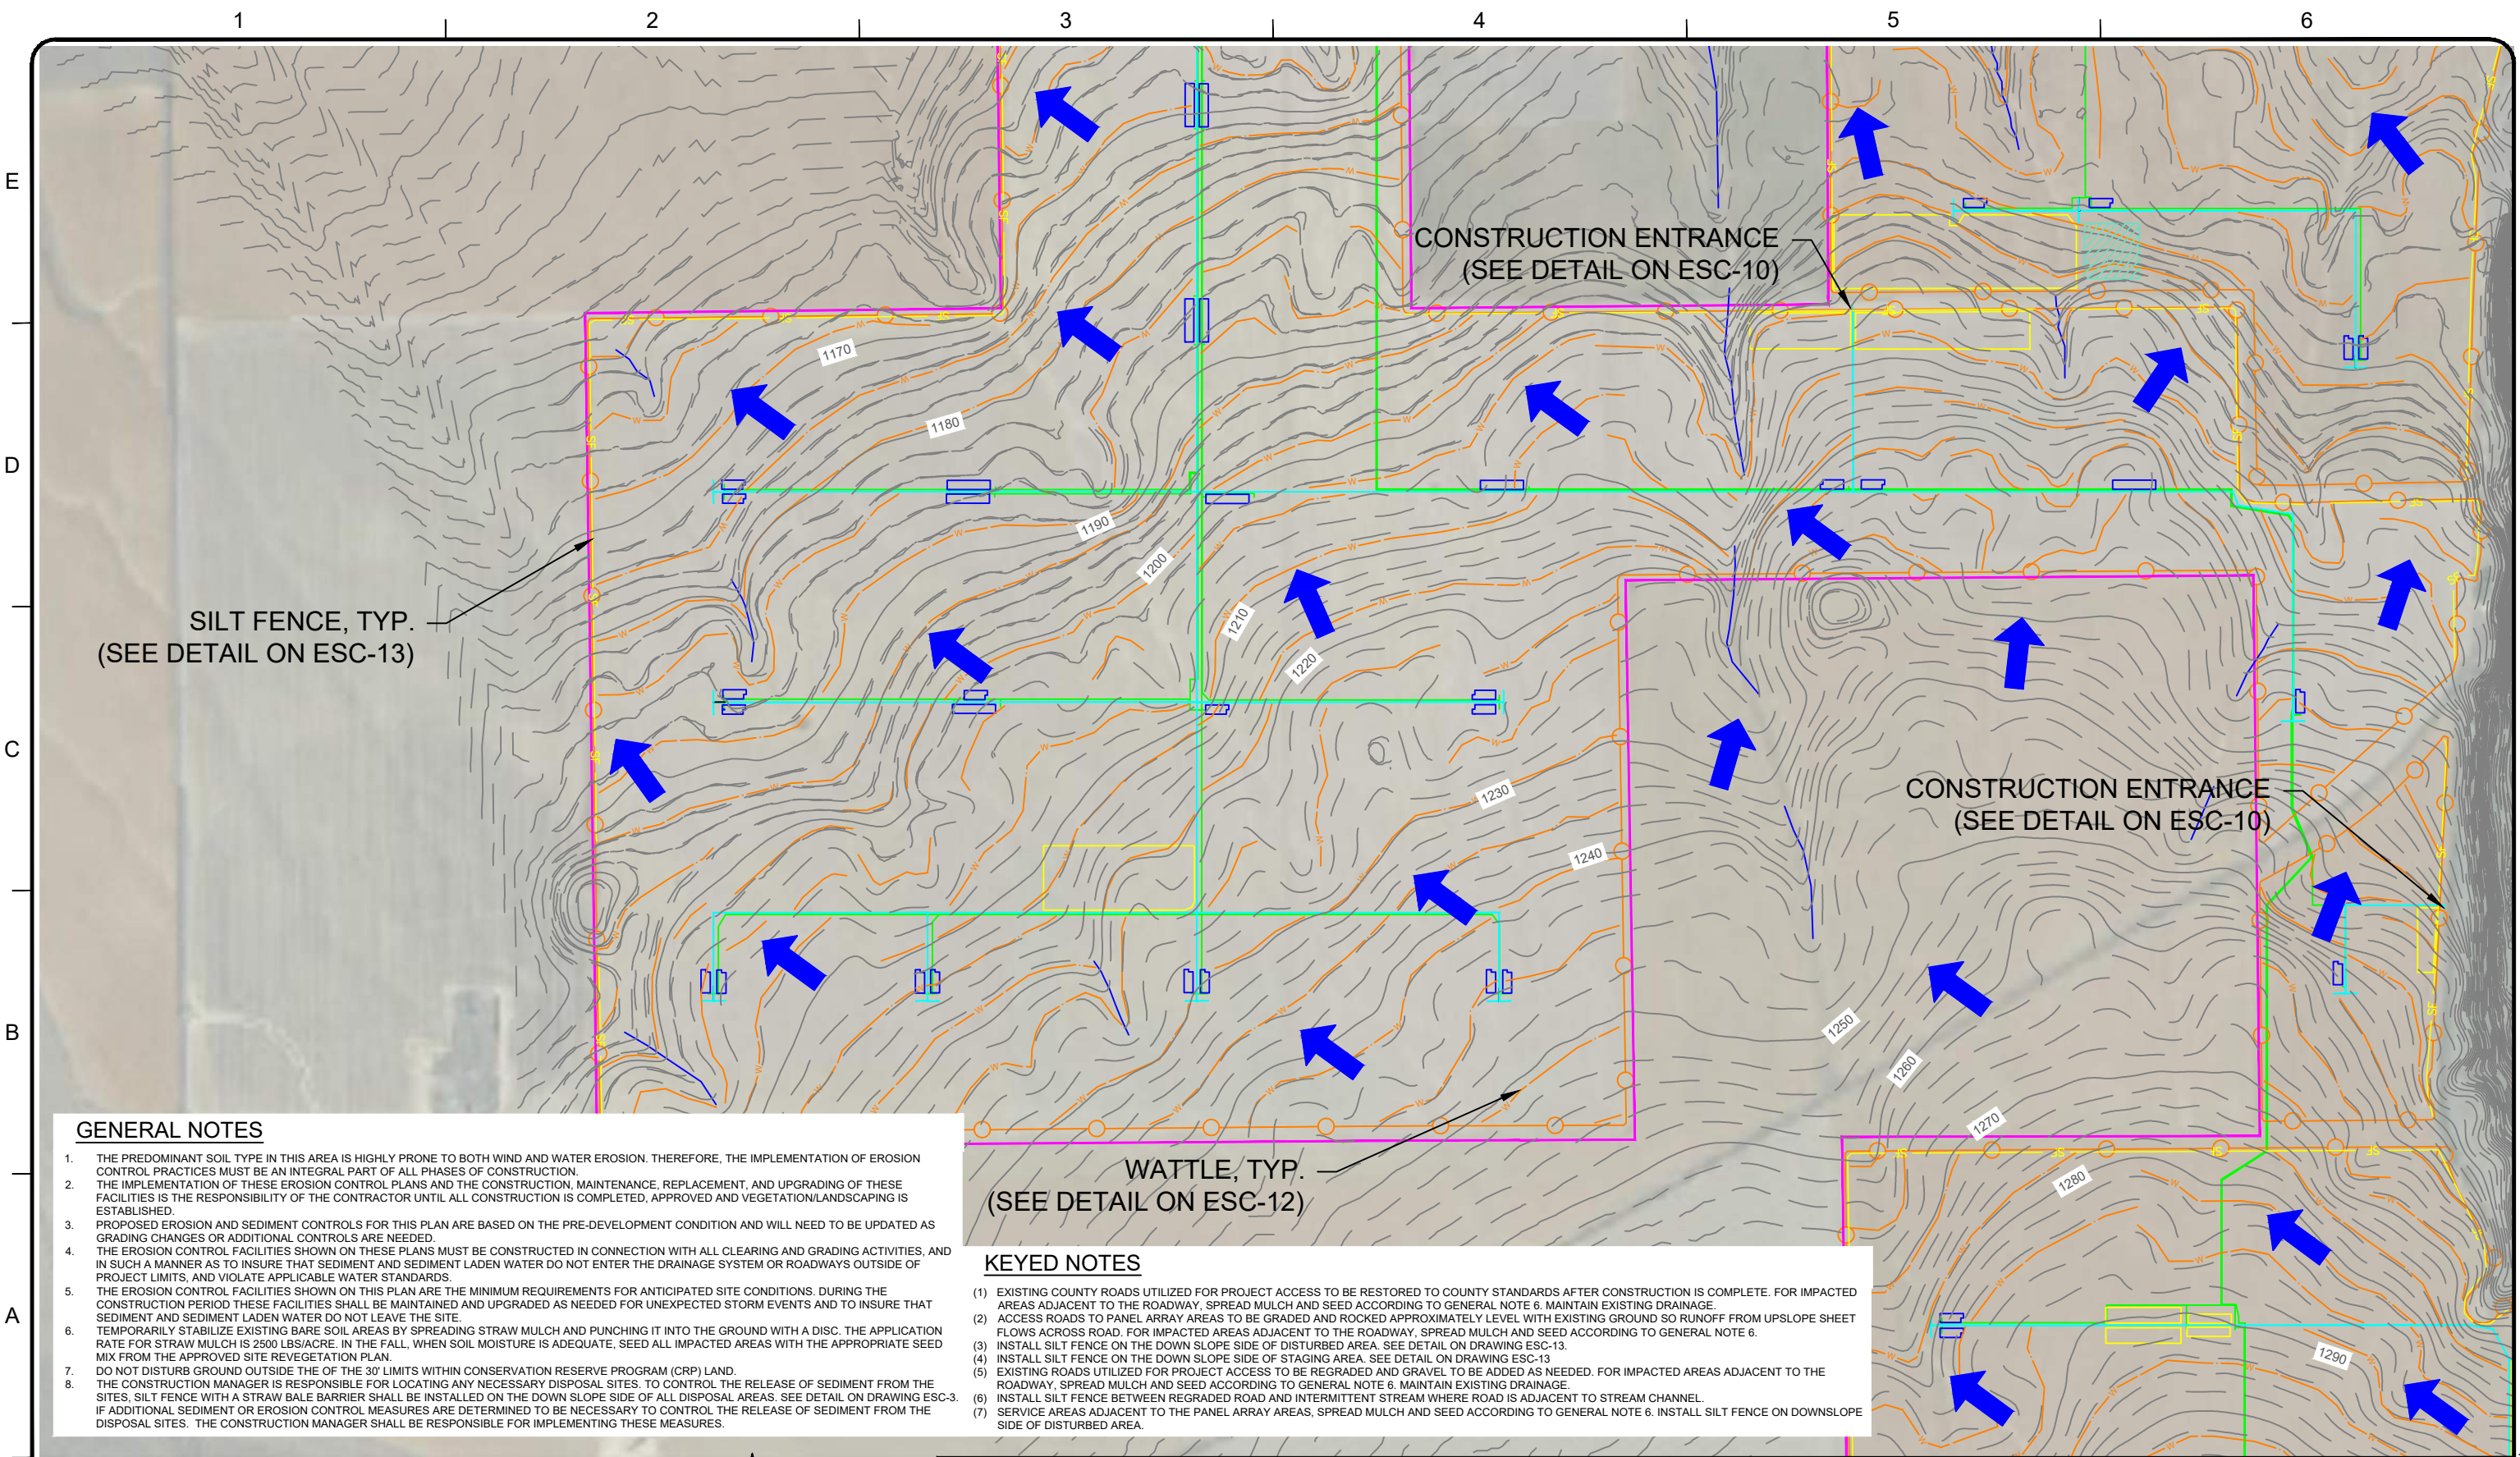 1 2 3 4 5 6
E
D
C
B
A
CONSTRUCTION ENTRANCE
(SEE DETAIL ON ESC-10)
1170
1180
1190
1200
SILT FENCE, TYP.
(SEE DETAIL ON ESC-13)
1210
1220
1230
CONSTRUCTION ENTRANCE
(SEE DETAIL ON ESC-10)
1240
1250
1260
1270
WATTLE, TYP.
(SEE DETAIL ON ESC-12)
1280
1290
SF
W
GENERAL NOTES
1. THE PREDOMINANT SOIL TYPE IN THIS AREA IS HIGHLY PRONE TO BOTH WIND AND WATER EROSION. THEREFORE, THE IMPLEMENTATION OF EROSION
CONTROL PRACTICES MUST BE AN INTEGRAL PART OF ALL PHASES OF CONSTRUCTION.
2. THE IMPLEMENTATION OF THESE EROSION CONTROL PLANS AND THE CONSTRUCTION, MAINTENANCE, REPLACEMENT, AND UPGRADING OF THESE
FACILITIES IS THE RESPONSIBILITY OF THE CONTRACTOR UNTIL ALL CONSTRUCTION IS COMPLETED, APPROVED AND VEGETATION/LANDSCAPING IS
ESTABLISHED.
3. PROPOSED EROSION AND SEDIMENT CONTROLS FOR THIS PLAN ARE BASED ON THE PRE-DEVELOPMENT CONDITION AND WILL NEED TO BE UPDATED AS
GRADING CHANGES OR ADDITIONAL CONTROLS ARE NEEDED.
4. THE EROSION CONTROL FACILITIES SHOWN ON THESE PLANS MUST BE CONSTRUCTED IN CONNECTION WITH ALL CLEARING AND GRADING ACTIVITIES, AND
IN SUCH A MANNER AS TO INSURE THAT SEDIMENT AND SEDIMENT LADEN WATER DO NOT ENTER THE DRAINAGE SYSTEM OR ROADWAYS OUTSIDE OF
PROJECT LIMITS, AND VIOLATE APPLICABLE WATER STANDARDS.
5. THE EROSION CONTROL FACILITIES SHOWN ON THIS PLAN ARE THE MINIMUM REQUIREMENTS FOR ANTICIPATED SITE CONDITIONS. DURING THE
CONSTRUCTION PERIOD THESE FACILITIES SHALL BE MAINTAINED AND UPGRADED AS NEEDED FOR UNEXPECTED STORM EVENTS AND TO INSURE THAT
SEDIMENT AND SEDIMENT LADEN WATER DO NOT LEAVE THE SITE.
6. TEMPORARILY STABILIZE EXISTING BARE SOIL AREAS BY SPREADING STRAW MULCH AND PUNCHING IT INTO THE GROUND WITH A DISC. THE APPLICATION
RATE FOR STRAW MULCH IS 2500 LBS/ACRE. IN THE FALL, WHEN SOIL MOISTURE IS ADEQUATE, SEED ALL IMPACTED AREAS WITH THE APPROPRIATE SEED
MIX FROM THE APPROVED SITE REVEGETATION PLAN.
7. DO NOT DISTURB GROUND OUTSIDE THE OF THE 30' LIMITS WITHIN CONSERVATION RESERVE PROGRAM (CRP) LAND.
8. THE CONSTRUCTION MANAGER IS RESPONSIBLE FOR LOCATING ANY NECESSARY DISPOSAL SITES. TO CONTROL THE RELEASE OF SEDIMENT FROM THE
SITES, SILT FENCE WITH A STRAW BALE BARRIER SHALL BE INSTALLED ON THE DOWN SLOPE SIDE OF ALL DISPOSAL AREAS. SEE DETAIL ON DRAWING ESC-3.
IF ADDITIONAL SEDIMENT OR EROSION CONTROL MEASURES ARE DETERMINED TO BE NECESSARY TO CONTROL THE RELEASE OF SEDIMENT FROM THE
DISPOSAL SITES. THE CONSTRUCTION MANAGER SHALL BE RESPONSIBLE FOR IMPLEMENTING THESE MEASURES.
KEYED NOTES
(1) EXISTING COUNTY ROADS UTILIZED FOR PROJECT ACCESS TO BE RESTORED TO COUNTY STANDARDS AFTER CONSTRUCTION IS COMPLETE. FOR IMPACTED
AREAS ADJACENT TO THE ROADWAY, SPREAD MULCH AND SEED ACCORDING TO GENERAL NOTE 6. MAINTAIN EXISTING DRAINAGE.
(2) ACCESS ROADS TO PANEL ARRAY AREAS TO BE GRADED AND ROCKED APPROXIMATELY LEVEL WITH EXISTING GROUND SO RUNOFF FROM UPSLOPE SHEET
FLOWS ACROSS ROAD. FOR IMPACTED AREAS ADJACENT TO THE ROADWAY, SPREAD MULCH AND SEED ACCORDING TO GENERAL NOTE 6.
(3) INSTALL SILT FENCE ON THE DOWN SLOPE SIDE OF DISTURBED AREA. SEE DETAIL ON DRAWING ESC-13.
(4) INSTALL SILT FENCE ON THE DOWN SLOPE SIDE OF STAGING AREA. SEE DETAIL ON DRAWING ESC-13
(5) EXISTING ROADS UTILIZED FOR PROJECT ACCESS TO BE REGRADED AND GRAVEL TO BE ADDED AS NEEDED. FOR IMPACTED AREAS ADJACENT TO THE
ROADWAY, SPREAD MULCH AND SEED ACCORDING TO GENERAL NOTE 6. MAINTAIN EXISTING DRAINAGE.
(6) INSTALL SILT FENCE BETWEEN REGRADED ROAD AND INTERMITTENT STREAM WHERE ROAD IS ADJACENT TO STREAM CHANNEL.
(7) SERVICE AREAS ADJACENT TO THE PANEL ARRAY AREAS, SPREAD MULCH AND SEED ACCORDING TO GENERAL NOTE 6. INSTALL SILT FENCE ON DOWNSLOPE
SIDE OF DISTURBED AREA.